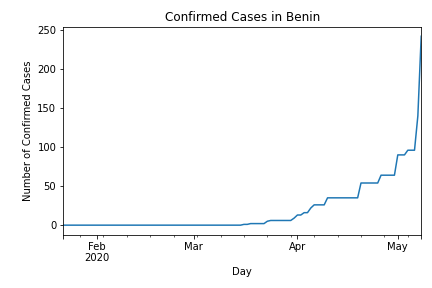 Confirmed Cases in Benin
250
200
150
100
50
0
Number of Confirmed Cases
Feb
2020
Mar
Apr
May
Day